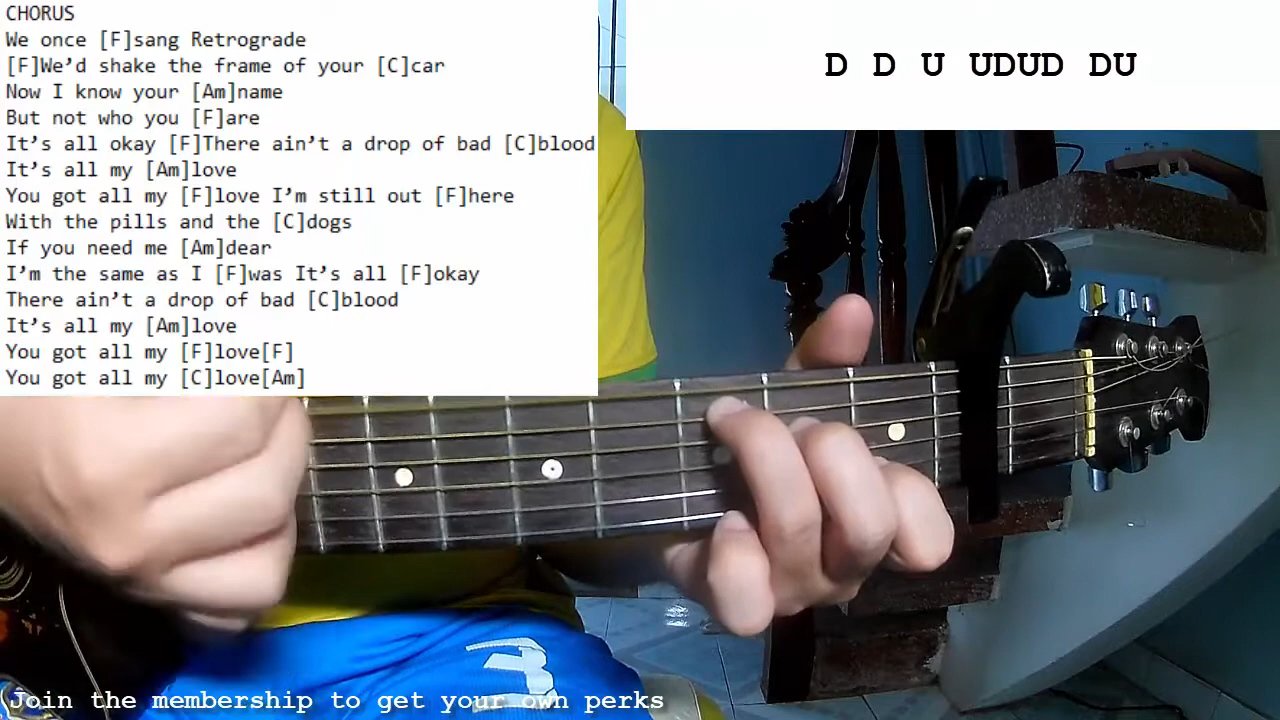 CHORUS
We once [F]sang Retrograde
[F]We’d shake the frame of your [C]car
Now I know your [Am]name
But not who you [F]are
It’s all okay [F]There ain’t a drop of bad [C]blood
It’s all my [Am]love
You got all my [F]love I’m still out [F]here
With the pills and the [C]dogs
If you need me [Am]dear
I’m the same as I [F]was It’s all [F]okay
There ain’t a drop of bad [C]blood
It’s all my [Am]love
You got all my [F]love[F]
You got all my [C]love[Am]
D D U UDUD DU
Join the membership to get your own perks